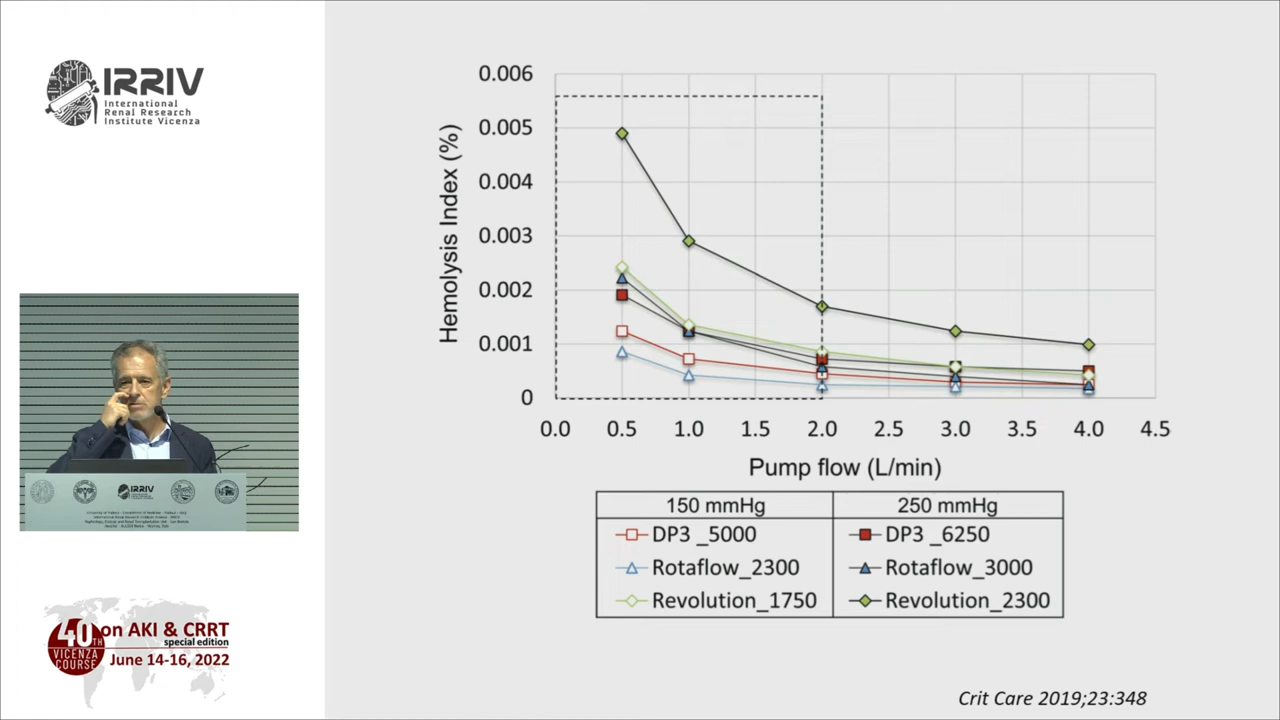 IRRIV
International
Renal Research
Institute Vicenza
IRRIV
40TH
VICENZA
COURSE
on AKI & CRRT
special edition
June 14-16, 2022
Hemolysis Index (%)
0.006
0.005
0.004
0.003
0.002
0.001
0
0.0 0.5 1.0 1.5 2.0 2.5 3.0 3.5 4.0 4.5
Pump flow (L/min)
150 mmHg 250 mmHg
DP3 _5000 DP3 _6250
Rotaflow_2300 Rotaflow_3000
Revolution_1750 Revolution_2300
Crit Care 2019;23:348